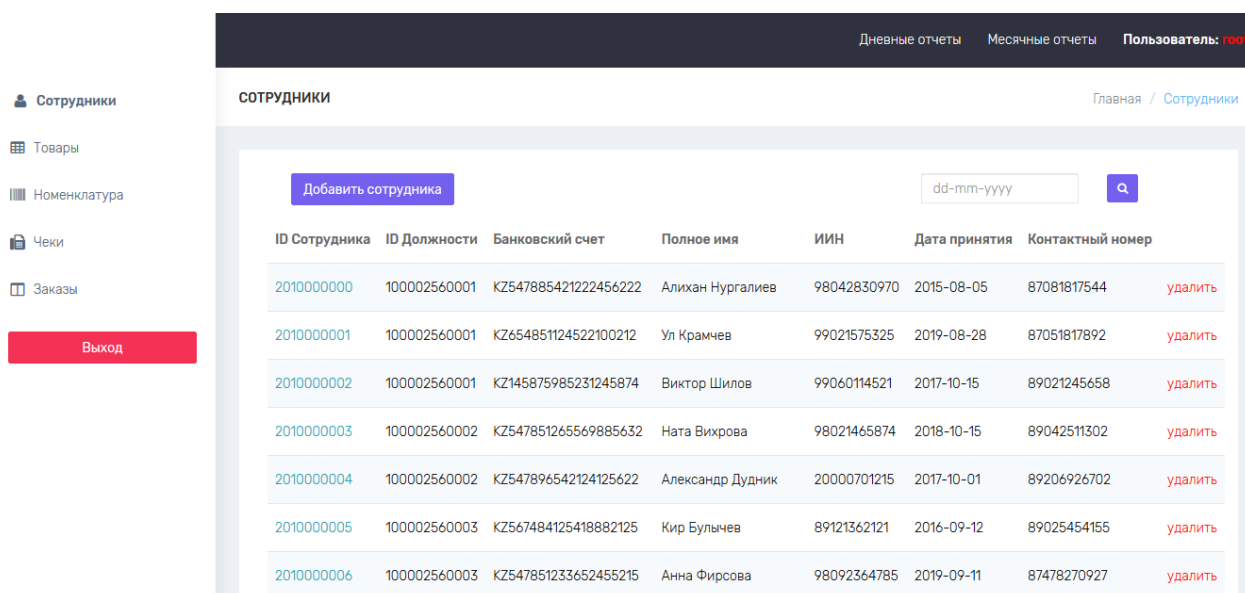 Дневные отчеты Месячные отчеты Пользователь: roo
Сотрудники
СОТРУДНИКИ
Главная / Сотрудники
Товары
Номенклатура
Чеки
Заказы
Выход
Добавить сотрудника
dd-mm-yyyy
ID Сотрудника ID Должности Банковский счет Полное имя ИИН Дата принятия Контактный номер
2010000000 100002560001 KZ547885421222456222 Алихан Нургалиев 98042830970 2015-08-05 87081817544 удалить
2010000001 100002560001 KZ654851124522100212 Ул Крамчев 99021575325 2019-08-28 87051817892 удалить
2010000002 100002560001 KZ145875985231245874 Виктор Шилов 99060114521 2017-10-15 89021245658 удалить
2010000003 100002560002 KZ547851265569885632 Ната Вихрова 98021465874 2018-10-15 89042511302 удалить
2010000004 100002560002 KZ547896542124125622 Александр Дудник 20000701215 2017-10-01 89206926702 удалить
2010000005 100002560003 KZ567484125418882125 Кир Булычев 89121362121 2016-09-12 89025454155 удалить
2010000006 100002560003 KZ547851233652455215 Анна Фирсова 98092364785 2019-09-11 87478270927 удалить